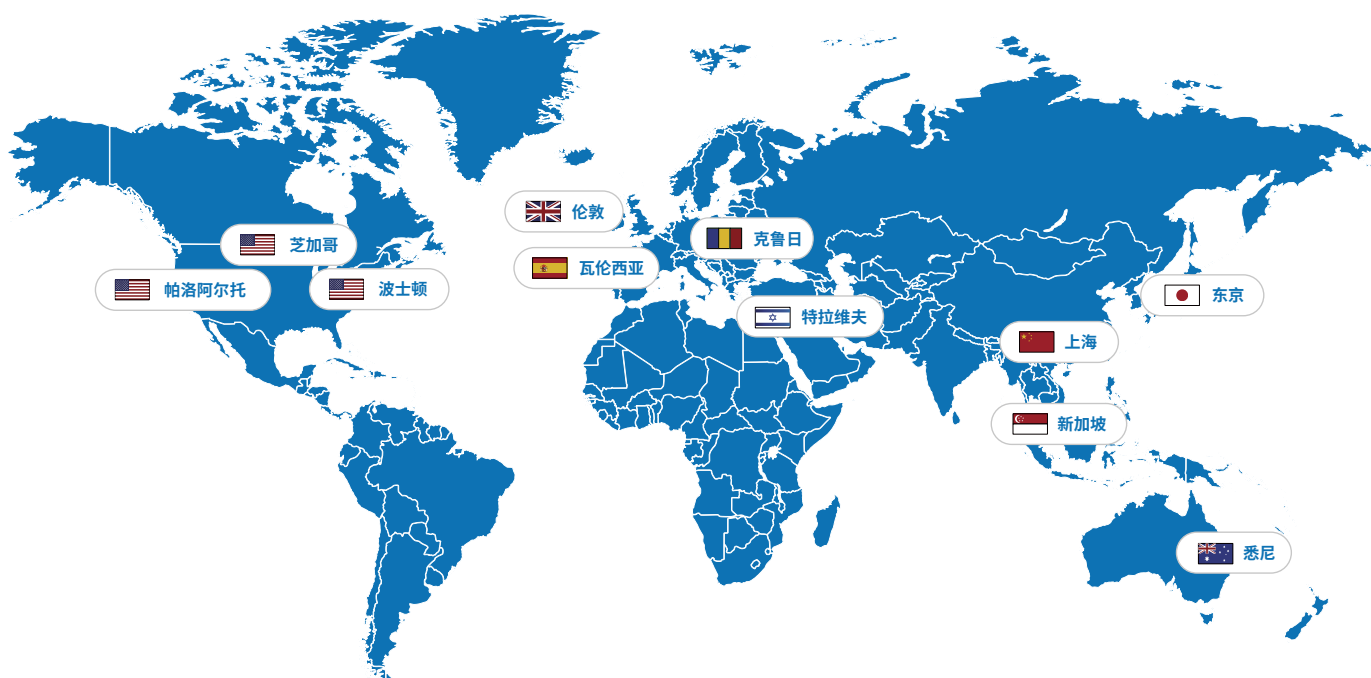 伦敦
克鲁日
芝加哥
瓦伦西亚
帕洛阿尔托
波士顿
东京
特拉维夫
上海
新加坡
悉尼